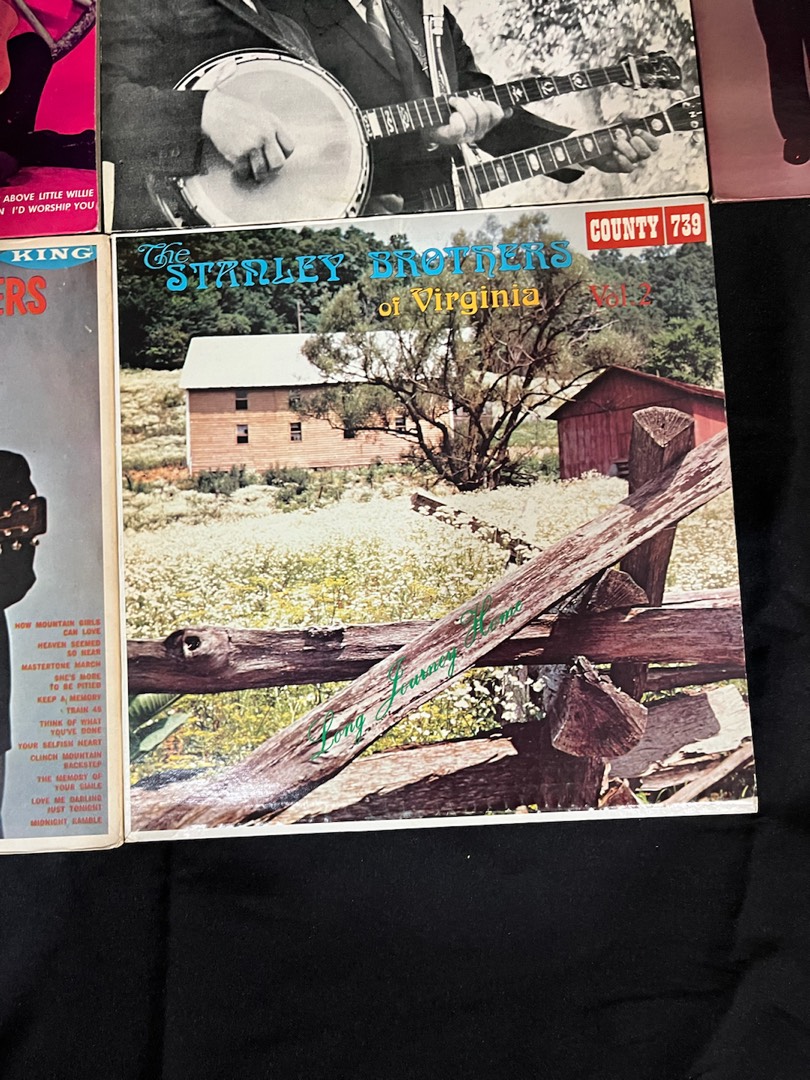 ABOVE LITTLE WILLIE
I'D WORSHIP YOU
KING
ERS
HOW MOUNTAIN GIRLS
CAN LOVE
HEAVEN SEEMED
SO NEAR
MASTERTONE MARCH
SHE'S MORE
TO BE PITIED
KEEP A MEMORY
TRAIN 45
THINK OF WHAT
YOU'VE DONE
YOUR SELFISH HEART
CLINCH MOUNTAIN
BACKSTEP
THE MEMORY OF
YOUR SMILE
LOVE ME DARLING
JUST TONIGHT
MIDNIGHT RAMBLE
COUNTY 739
The
STANLEY BROTHERS
of Virginia Vol. 2
Long Journey Home